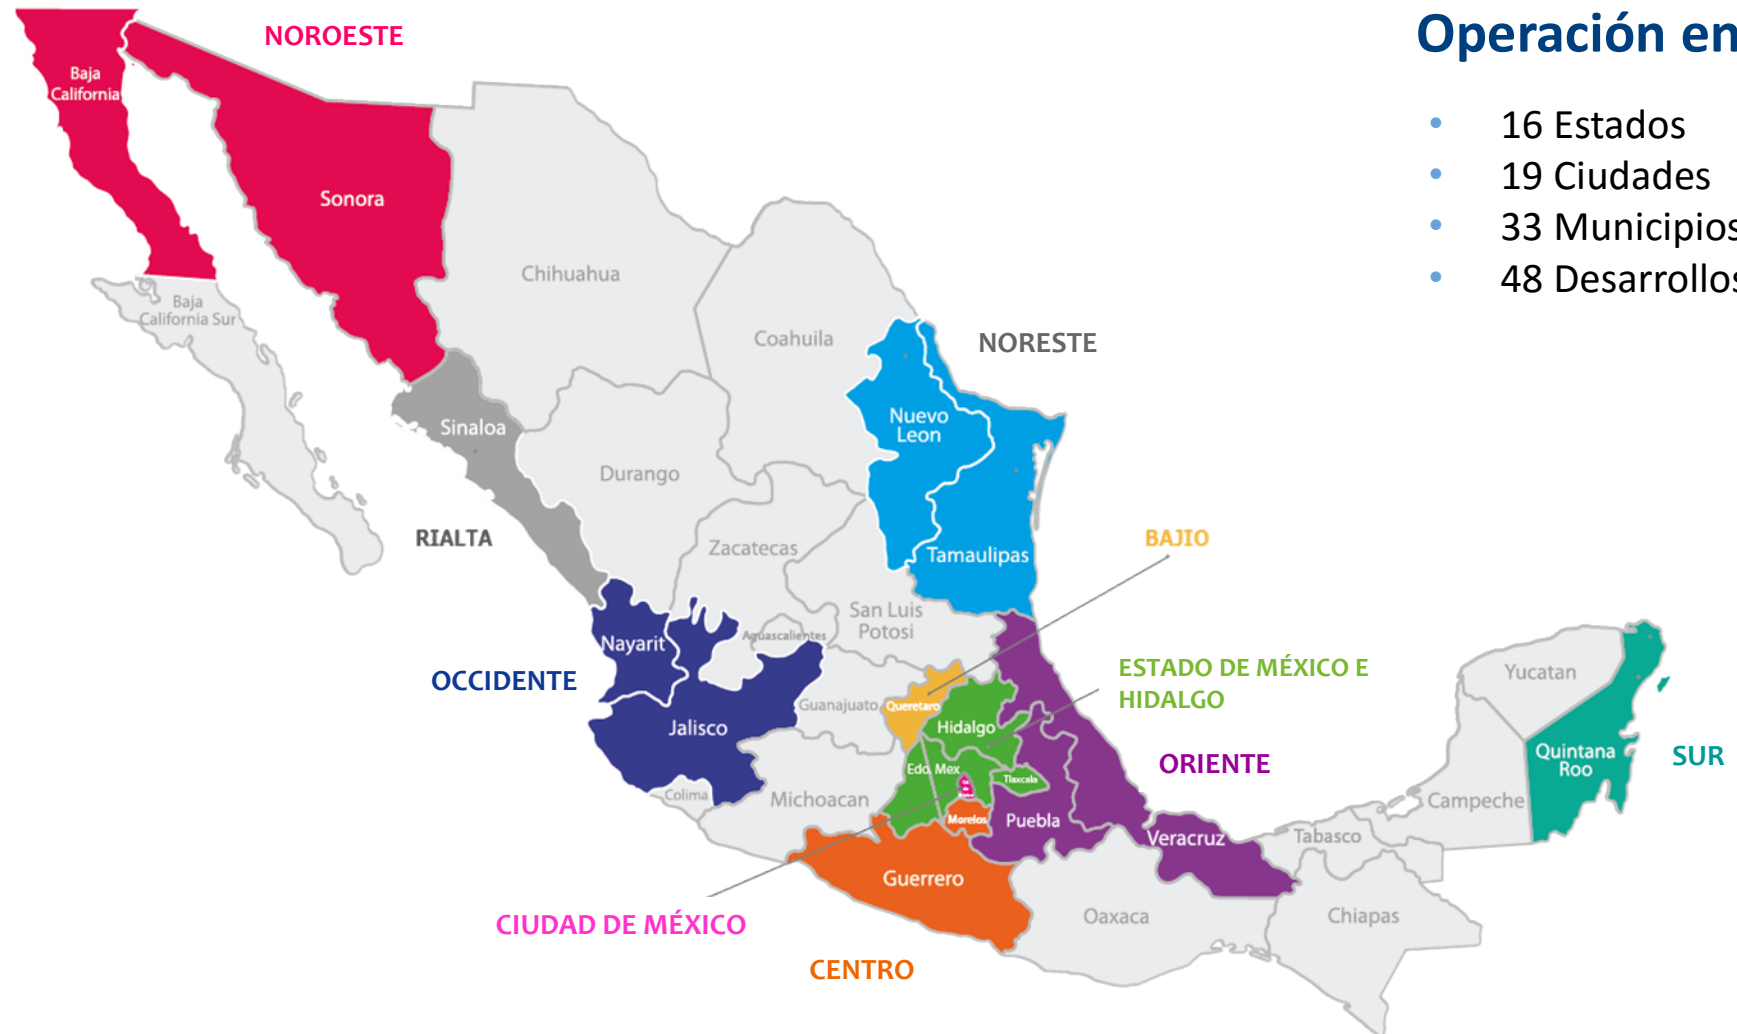 Operación en
• 16 Estados
• 19 Ciudades
• 33 Municipios
• 48 Desarrollos
NOROESTE
Baja
California
Sonora
Chihuahua
Baja
California Sur
Coahuila
NORESTE
Nuevo
Leon
Sinaloa
Durango
RIALTA
Zacatecas
Tamaulipas
BAJIO
San Luis
Potosi
Aguascalientes
Nayarit
OCCIDENTE
ESTADO DE MÉXICO E
HIDALGO
Yucatan
Guanajuato
Queretaro
Jalisco
Hidalgo
ORIENTE
Quintana
Roo
SUR
Edo. Mex
Tlaxcala
Colima
Michoacan
Morelos
Puebla
Campeche
Veracruz
Tabasco
Guerrero
Oaxaca
Chiapas
CIUDAD DE MÉXICO
CENTRO